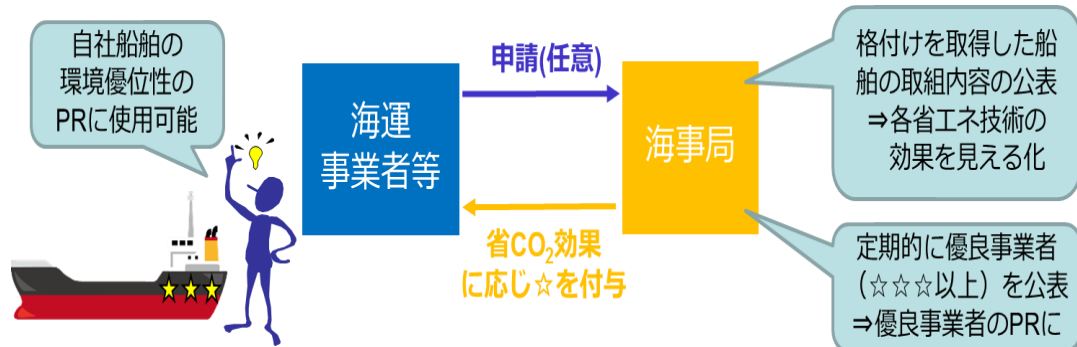 自社船舶の
環境優位性の
PRに使用可能
海運
事業者等
申請(任意)
海事局
省CO₂効果
に応じ☆を付与
格付けを取得した船
舶の取組内容の公表
⇒各省エネ技術の
効果を見える化
定期的に優良事業者
（☆☆☆以上）を公表
⇒優良事業者のPRに